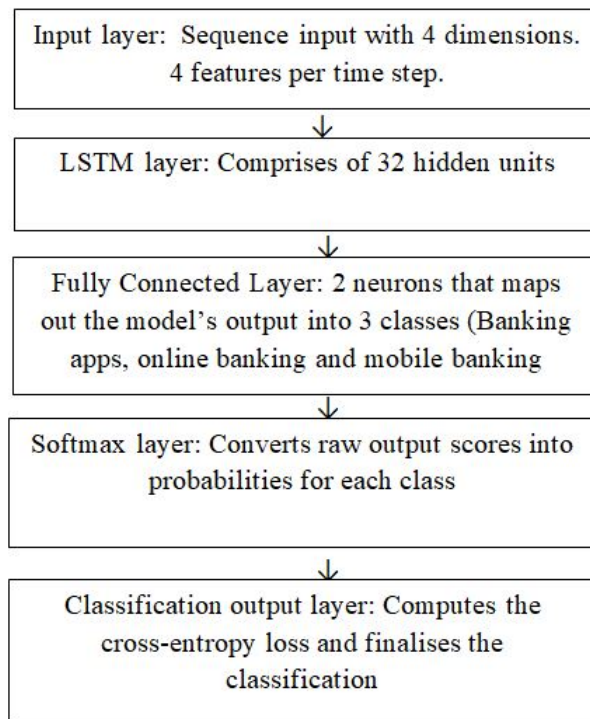 Input layer: Sequence input with 4 dimensions.
4 features per time step.
LSTM layer: Comprises of 32 hidden units
Fully Connected Layer: 2 neurons that maps
out the model’s output into 3 classes (Banking
apps, online banking and mobile banking
Softmax layer: Converts raw output scores into
probabilities for each class
Classification output layer: Computes the
cross-entropy loss and finalises the
classification